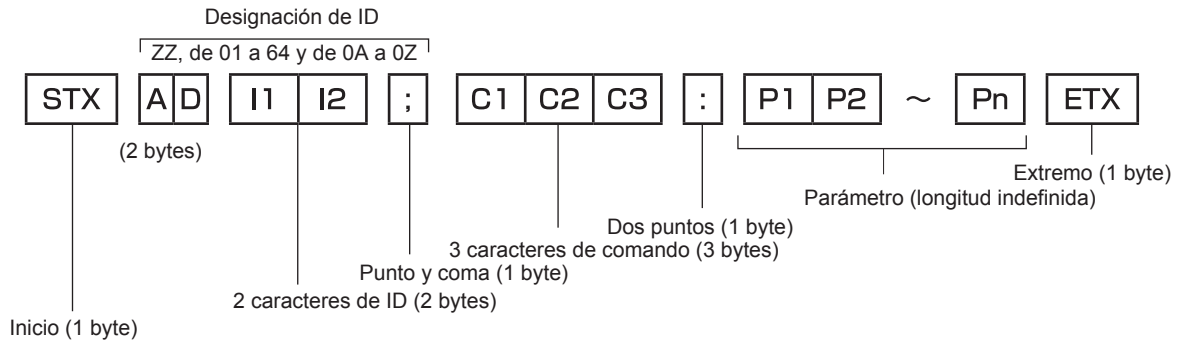 Designación de ID
ZZ, de 01 a 64 y de 0A a 0Z
STX A D I1 I2 ; C1 C2 C3 : P1 P2 ～ Pn ETX
(2 bytes)
Extremo (1 byte)
Parámetro (longitud indefinida)
Dos puntos (1 byte)
3 caracteres de comando (3 bytes)
Punto y coma (1 byte)
2 caracteres de ID (2 bytes)
Inicio (1 byte)